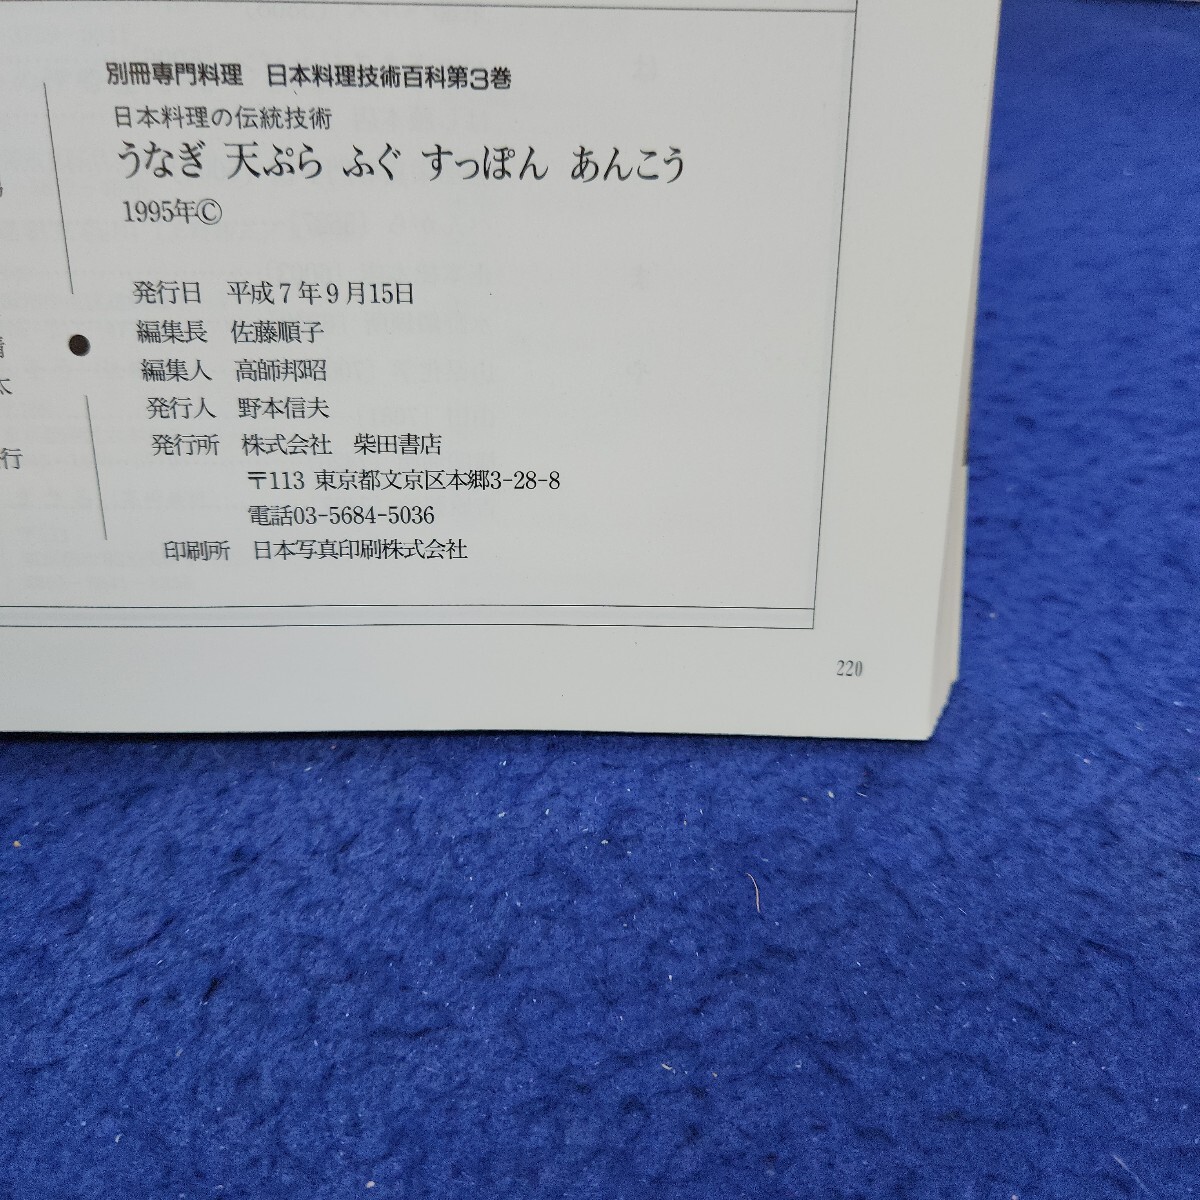 別冊専門料理 日本料理技術百科第3巻
日本料理の伝統技術
うなぎ 天ぷら ふぐ すっぽん あんこう
1995年©
発行日 平成7年9月15日
編集長 佐藤順子
編集人 高師邦昭
発行人 野本信夫
発行所 株式会社 柴田書店
〒113 東京都文京区本郷3-28-8
電話03-5684-5036
印刷所 日本写真印刷株式会社
太
行
220